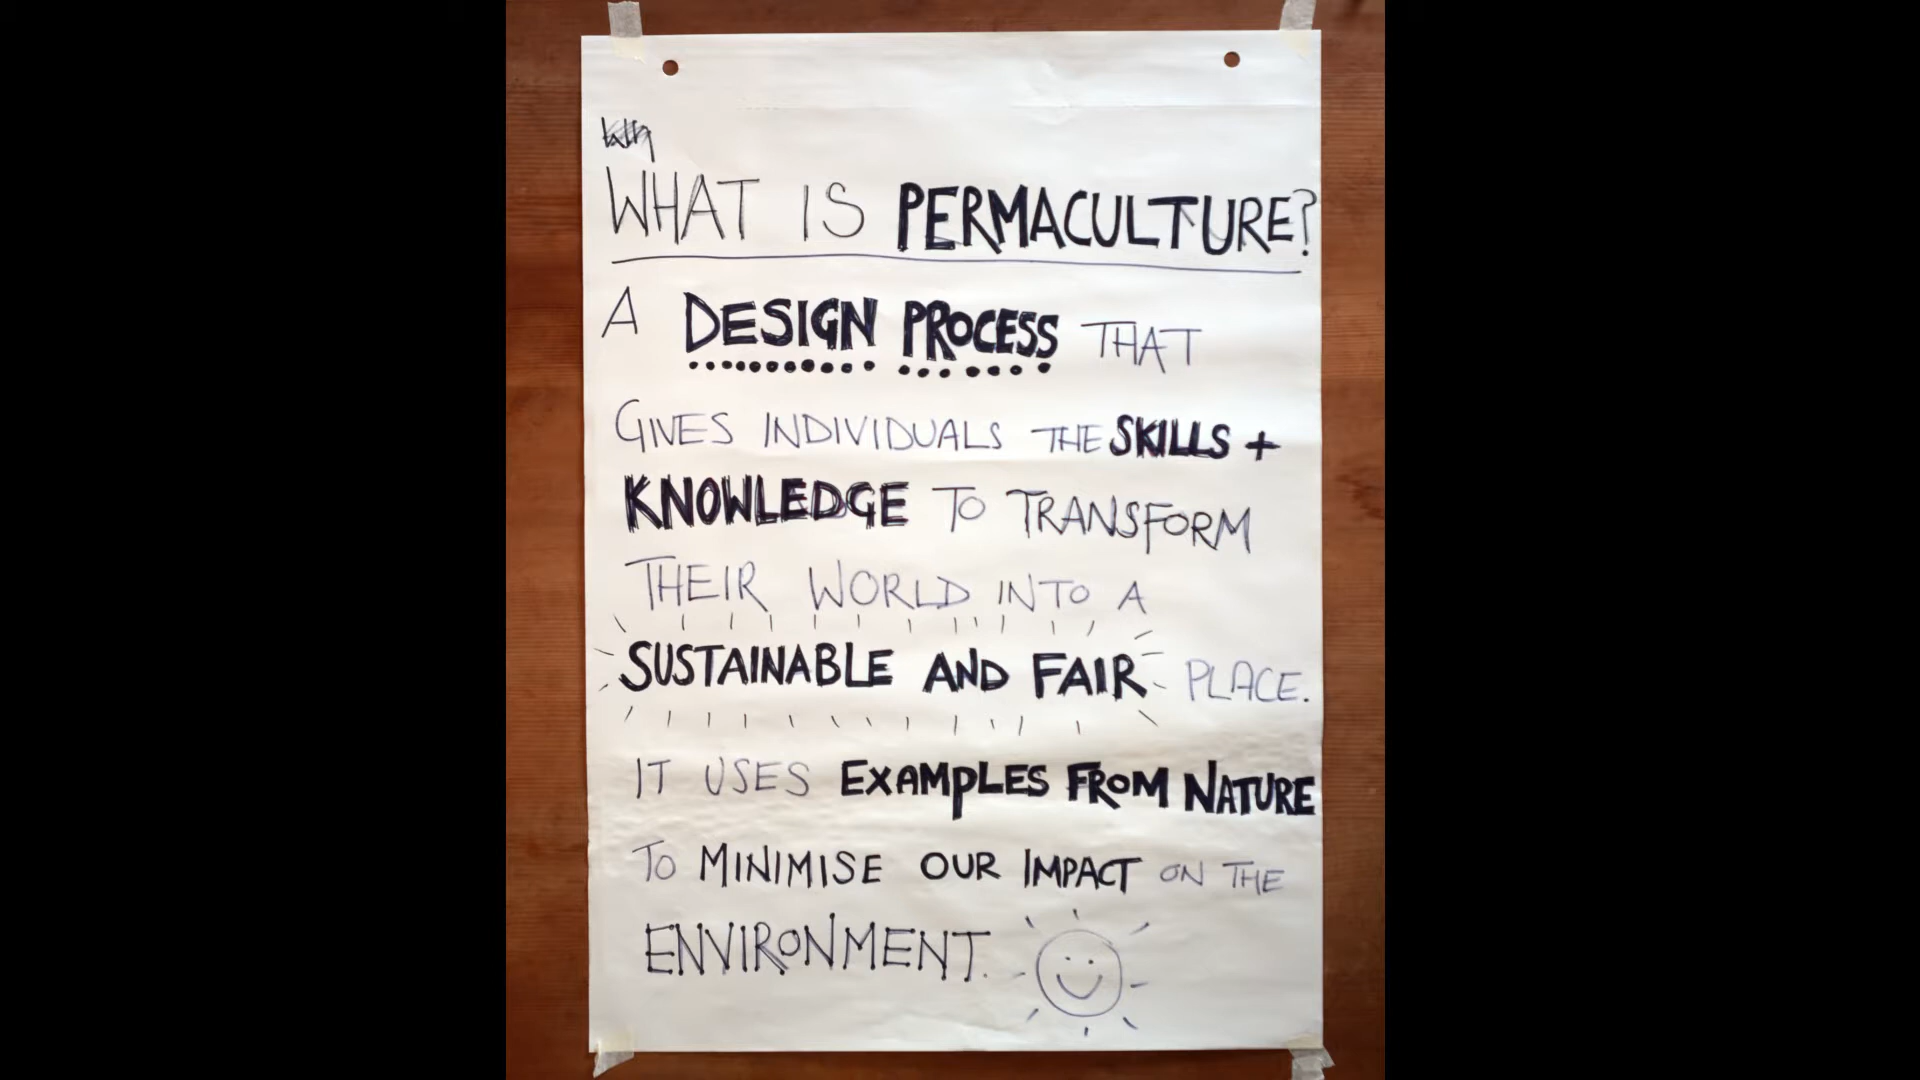 WHAT IS PERMACULTURE?
A DESIGN PROCESS THAT
GIVES INDIVIDUALS THE SKILLS +
KNOWLEDGE TO TRANSFORM
THEIR WORLD INTO A
SUSTAINABLE AND FAIR PLACE.
IT USES EXAMPLES FROM NATURE
TO MINIMISE OUR IMPACT ON THE
ENVIRONMENT.